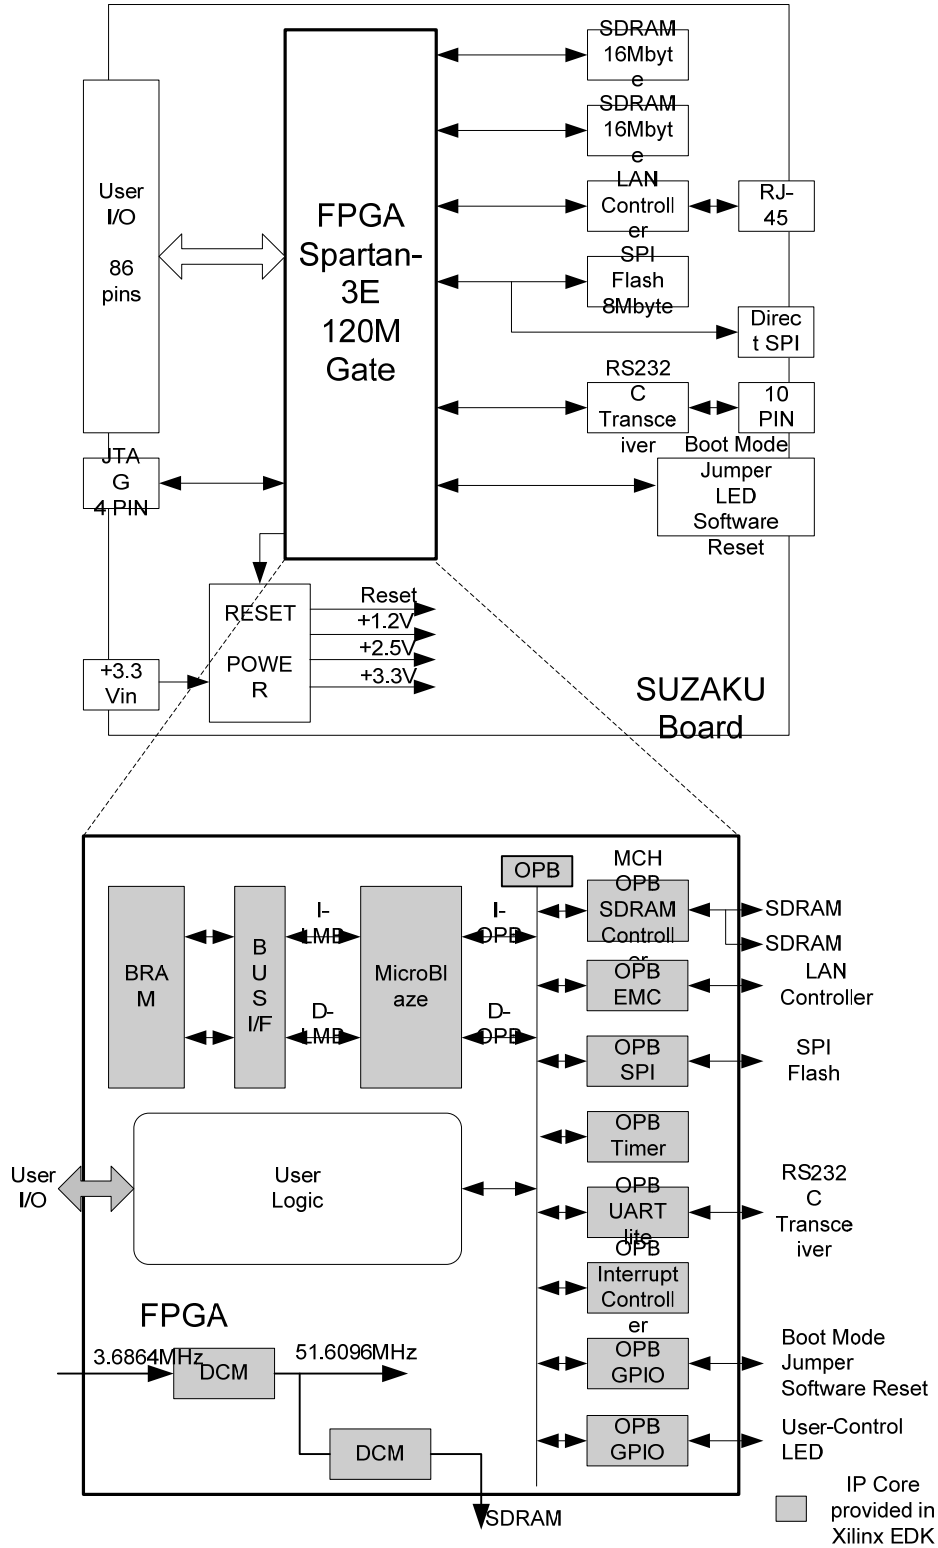 SDRAM
16Mbyt
e
SDRAM
16Mbyt
e
LAN
Controll
er
RJ-
45
SPI
Flash
8Mbyte
Direc
t SPI
RS232
C
Transce
iver
10
PIN
Boot Mode
Jumper
LED
Software
Reset
User
I/O
86
pins
FPGA
Spartan-
3E
120M
Gate
JTA
G
4 PIN
RESET
POWE
R
Reset
+1.2V
+2.5V
+3.3V
+3.3
Vin
SUZAKU
Board
OPB
MCH
OPB
SDRAM
Controll
er
SDRAM
SDRAM
BRA
M
B
U
S
I/F
I-
LMB
D-
LMB
MicroBl
aze
I-
OPB
D-
OPB
OPB
EMC
LAN
Controller
OPB
SPI
SPI
Flash
OPB
Timer
User
I/O
User
Logic
OPB
UART
lite
RS232
C
Transce
iver
OPB
Interrupt
Controll
er
FPGA
3.6864MHz
DCM
51.6096MHz
DCM
SDRAM
OPB
GPIO
Boot Mode
Jumper
Software Reset
OPB
GPIO
User-Control
LED
IP Core
provided in
Xilinx EDK